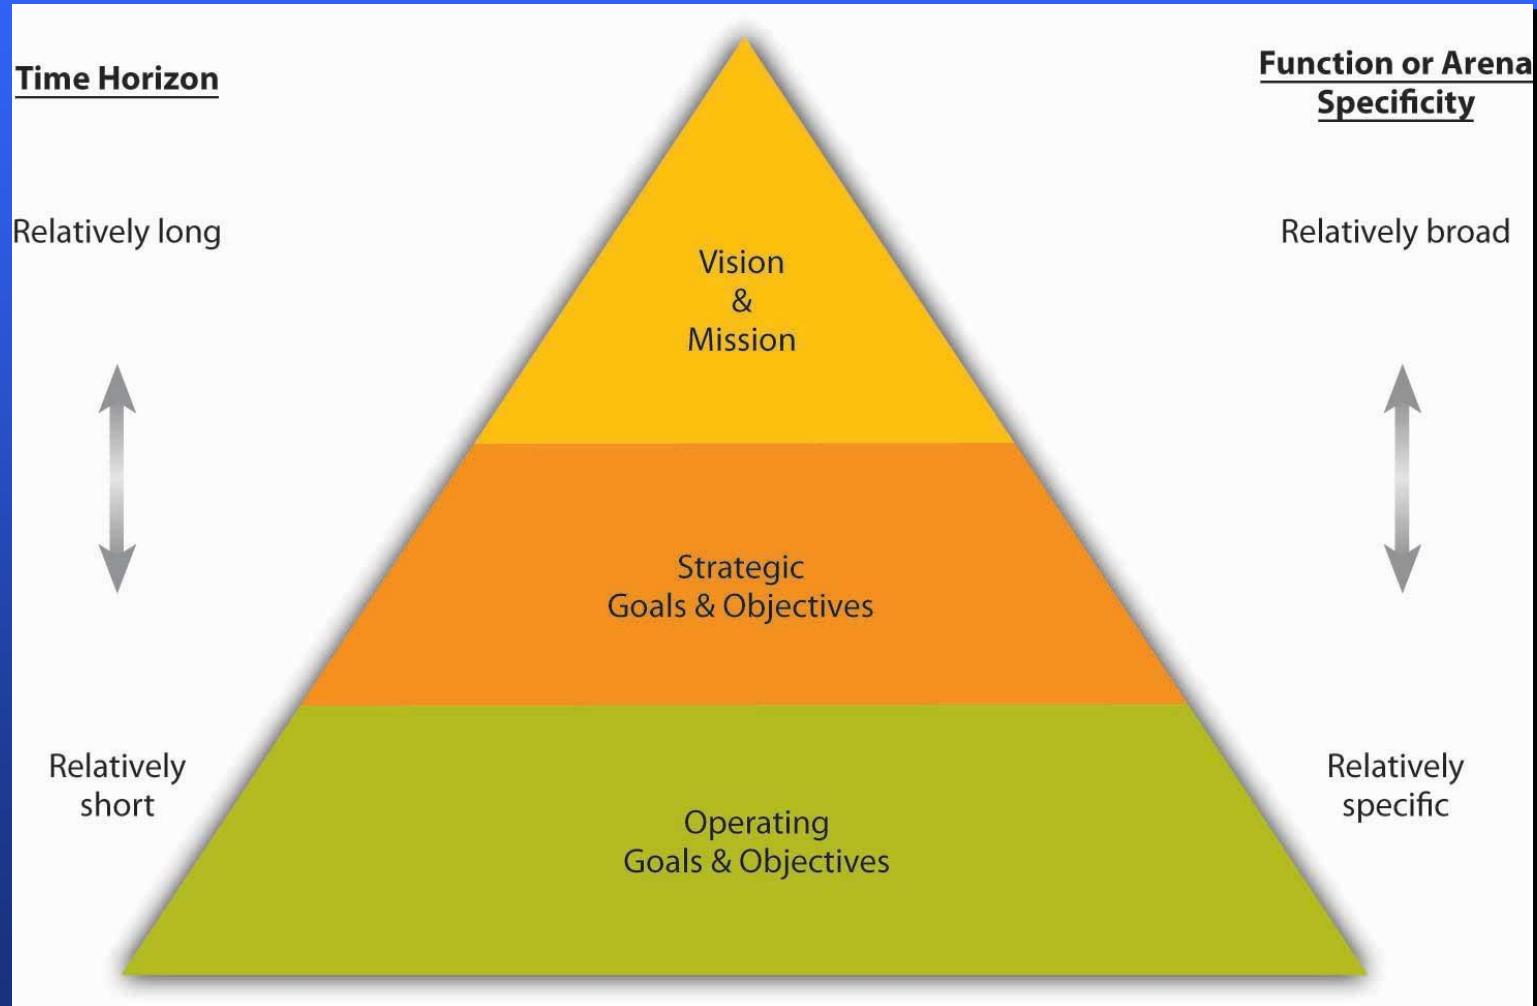 Time Horizon
Function or Arena
Specificity
Relatively long
Relatively broad
Vision
&
Mission
Strategic
Goals & Objectives
Relatively
short
Relatively
specific
Operating
Goals & Objectives